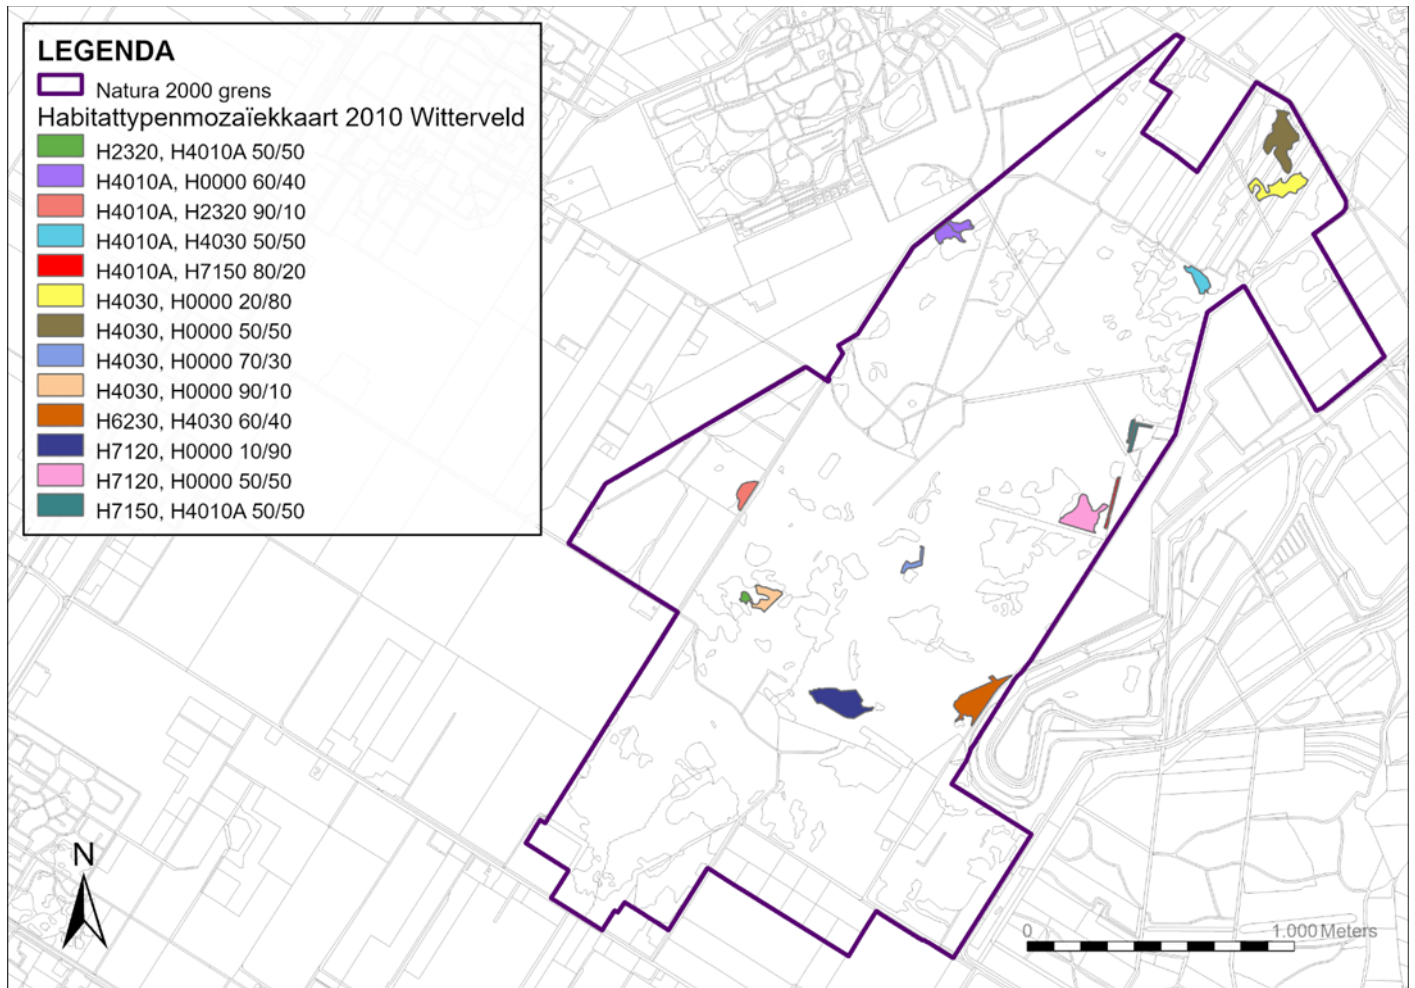 LEGENDA
Natura 2000 grens
Habitattypenmozaïekkaart 2010 Witterveld
H2320, H4010A 50/50
H4010A, H0000 60/40
H4010A, H2320 90/10
H4010A, H4030 50/50
H4010A, H7150 80/20
H4030, H0000 20/80
H4030, H0000 50/50
H4030, H0000 70/30
H4030, H0000 90/10
H6230, H4030 60/40
H7120, H0000 10/90
H7120, H0000 50/50
H7150, H4010A 50/50
N
0 1.000 Meters